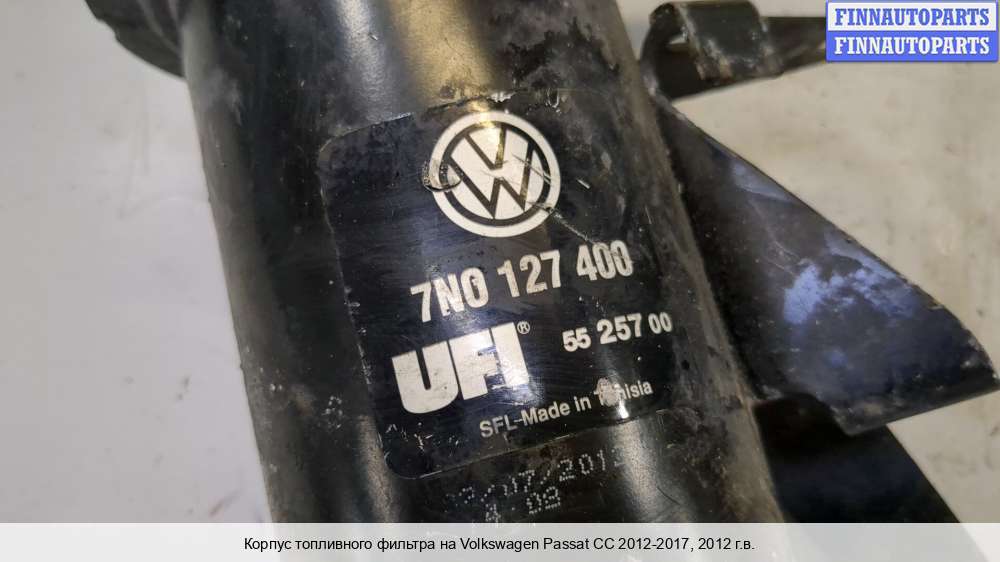 FINNAUTOPARTS
FINNAUTOPARTS
VW
7N0 127 400
UFI® 55 257 00
SFL-Made in Tunisia
Корпус топливного фильтра на Volkswagen Passat CC 2012-2017, 2012 г.в.